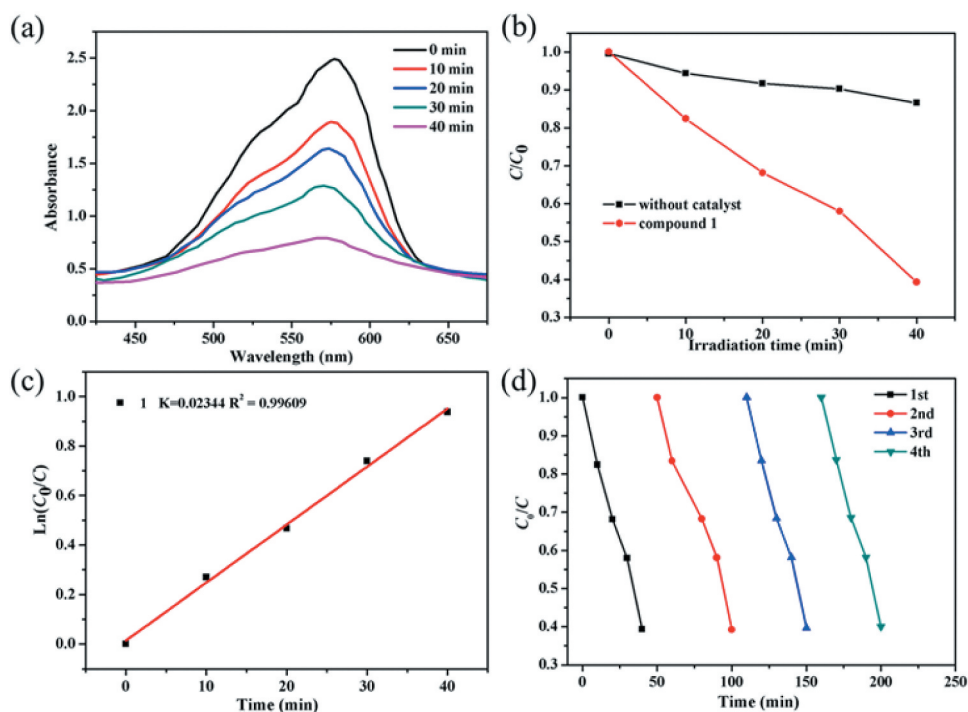 (a)
0 min
10 min
20 min
30 min
40 min
2.5
2.0
1.5
1.0
0.5
0.0
Absorbance
450 500 550 600 650
Wavelength (nm)
(b)
1.0
0.9
0.8
0.7
0.6
0.5
0.4
0.3
C/C0
without catalyst
compound 1
0 10 20 30 40
Irradiation time (min)
(c)
1 K=0.02344 R² = 0.99609
1.0
0.8
0.6
0.4
0.2
0.0
Ln(C0/C)
0 10 20 30 40
Time (min)
(d)
1st
2nd
3rd
4th
1.0
0.9
0.8
0.7
0.6
0.5
0.4
0.3
C0/C
0 50 100 150 200 250
Time (min)